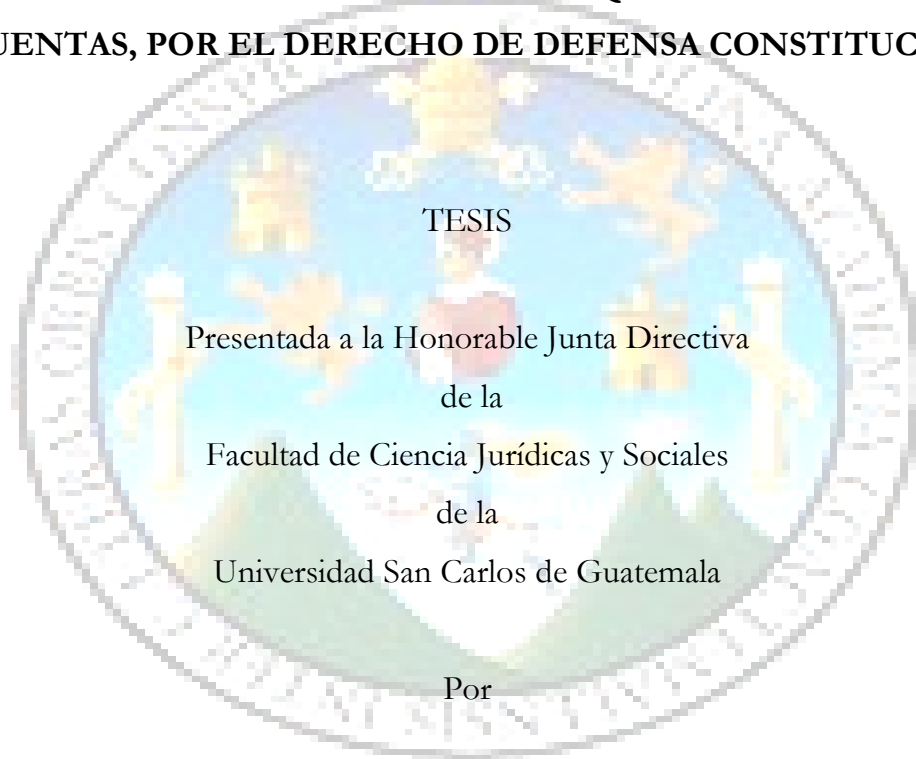 UENTAS, POR EL DERECHO DE DEFENSA CONSTITUC
TESIS
Presentada a la Honorable Junta Directiva
de la
Facultad de Ciencia Jurídicas y Sociales
de la
Universidad San Carlos de Guatemala
Por